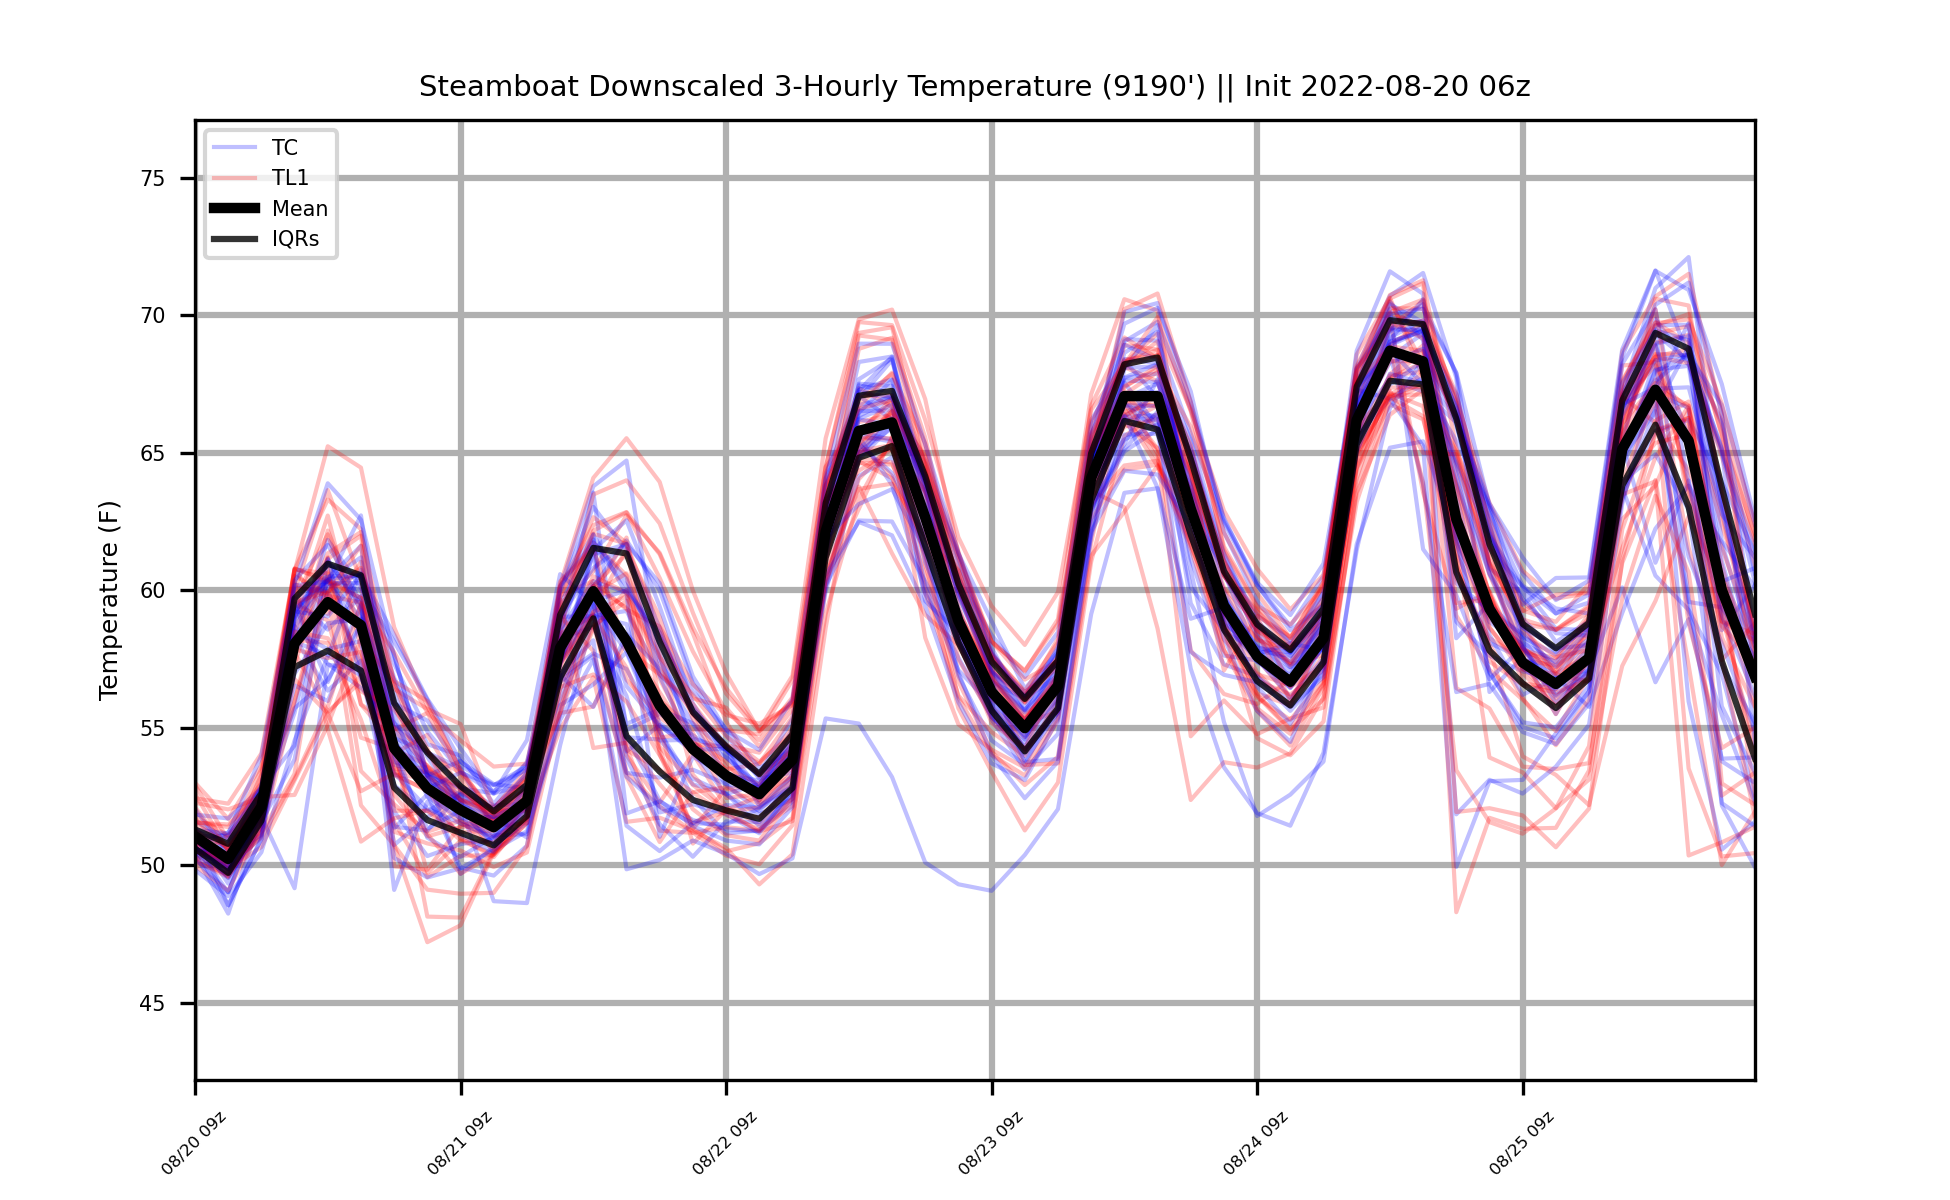 Steamboat Downscaled 3-Hourly Temperature (9190') || Init 2022-08-20 06z
TC
TL1
Mean
IQRs
Temperature (F)
75
70
65
60
55
50
45
08/20 09z
08/21 09z
08/22 09z
08/23 09z
08/24 09z
08/25 09z